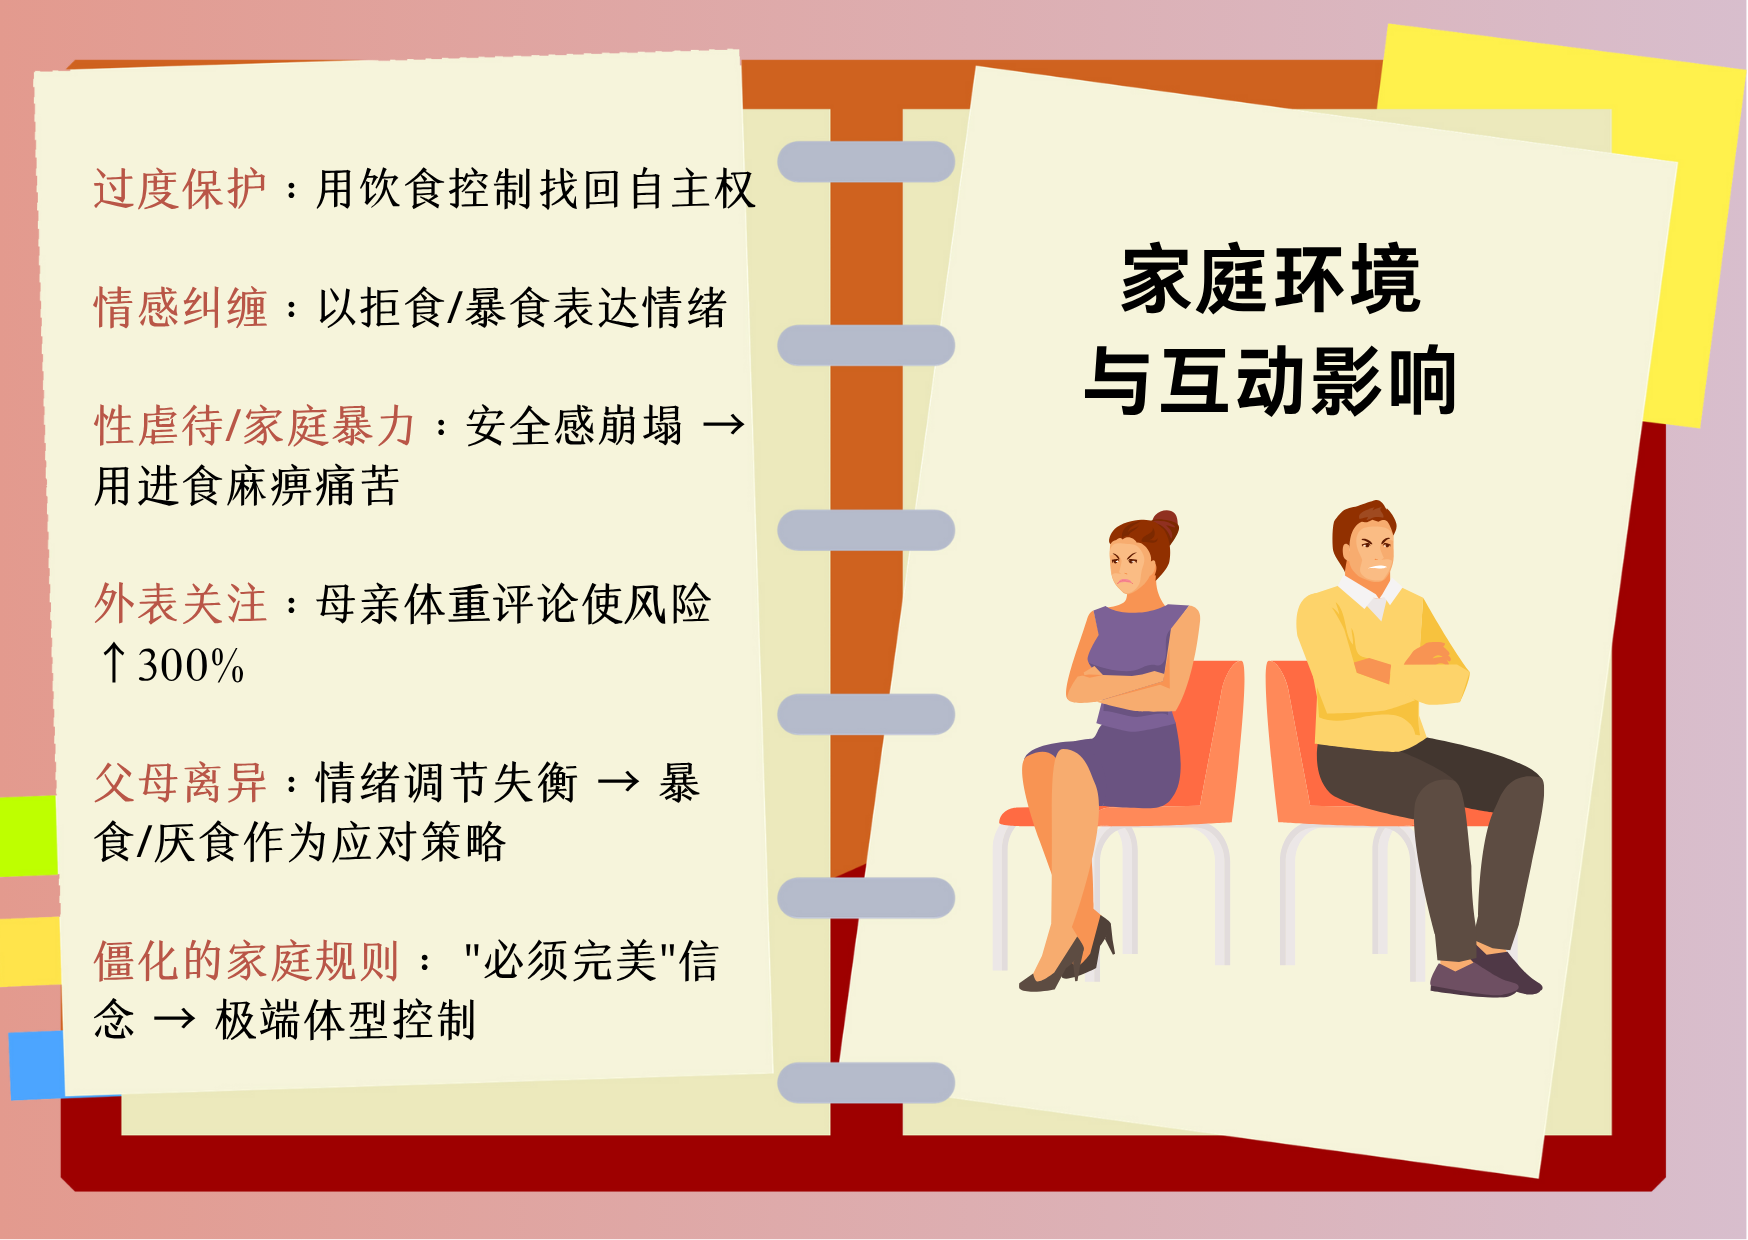 过度保护：用饮食控制找回自主权
情感纠缠：以拒食/暴食表达情绪
性虐待/家庭暴力：安全感崩塌 →
用进食麻痹痛苦
外表关注：母亲体重评论使风险
↑300%
父母离异：情绪调节失衡 → 暴
食/厌食作为应对策略
僵化的家庭规则： "必须完美"信
念 → 极端体型控制
家庭环境
与互动影响